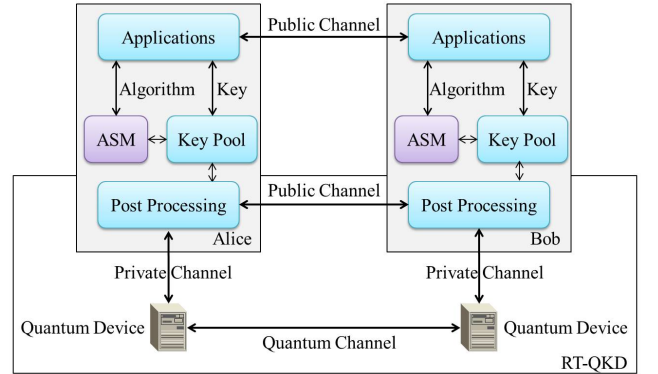 Public Channel
Applications
Applications
Algorithm
Key
Algorithm
Key
ASM
Key Pool
ASM
Key Pool
Public Channel
Post Processing
Post Processing
Alice
Bob
Private Channel
Private Channel
Quantum Device
Quantum Device
Quantum Channel
RT-QKD